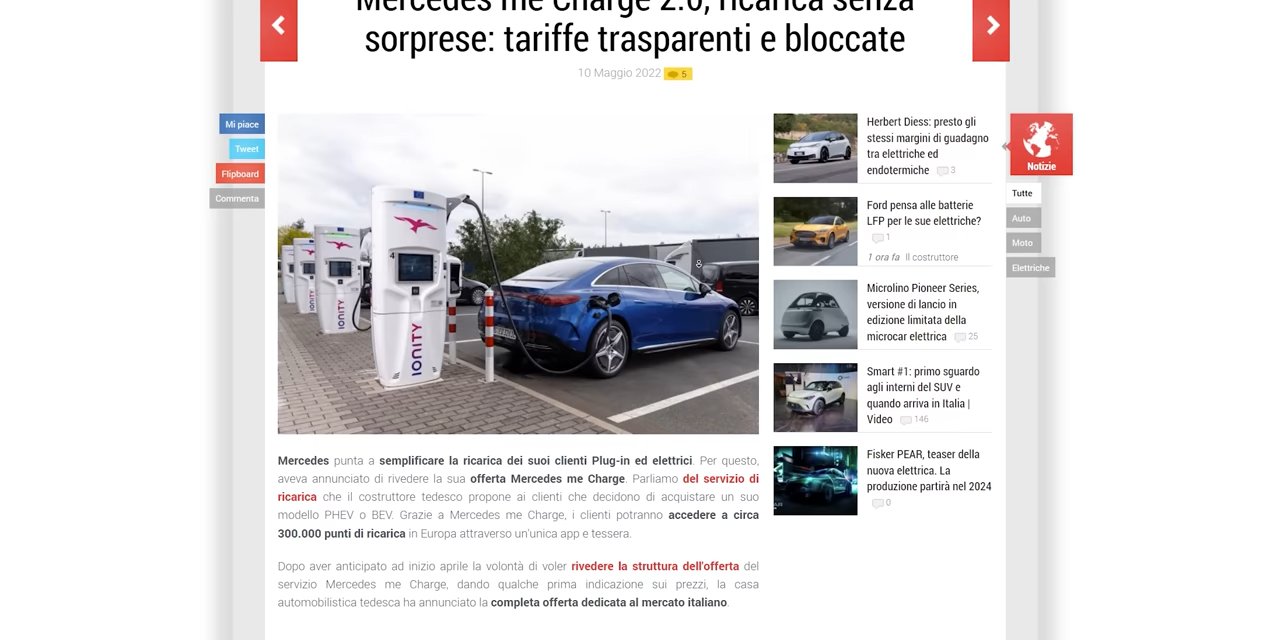 Mercedes me Charge 2.0, ricarica senza
sorprese: tariffe trasparenti e bloccate
10 Maggio 2022 5
Mi piace
Tweet
Flipboard
Commenta
4
IONITY
IONITY
IONITY
Mercedes punta a semplificare la ricarica dei suoi clienti Plug-in ed elettrici. Per questo,
aveva annunciato di rivedere la sua offerta Mercedes me Charge. Parliamo del servizio di
ricarica che il costruttore tedesco propone ai clienti che decidono di acquistare un suo
modello PHEV o BEV. Grazie a Mercedes me Charge, i clienti potranno accedere a circa
300.000 punti di ricarica in Europa attraverso un'unica app e tessera.
Dopo aver anticipato ad inizio aprile la volontà di voler rivedere la struttura dell'offerta del
servizio Mercedes me Charge, dando qualche prima indicazione sui prezzi, la casa
automobilistica tedesca ha annunciato la completa offerta dedicata al mercato italiano.
Herbert Diess: presto gli
stessi margini di guadagno
tra elettriche ed
endotermiche 3
Ford pensa alle batterie
LFP per le sue elettriche?
1
1 ora fa Il costruttore
Microlino Pioneer Series,
versione di lancio in
edizione limitata della
microcar elettrica 25
Smart #1: primo sguardo
agli interni del SUV e
quando arriva in Italia |
Video 146
Fisker PEAR, teaser della
nuova elettrica. La
produzione partirà nel 2024
0
Notizie
Tutte
Auto
Moto
Elettriche